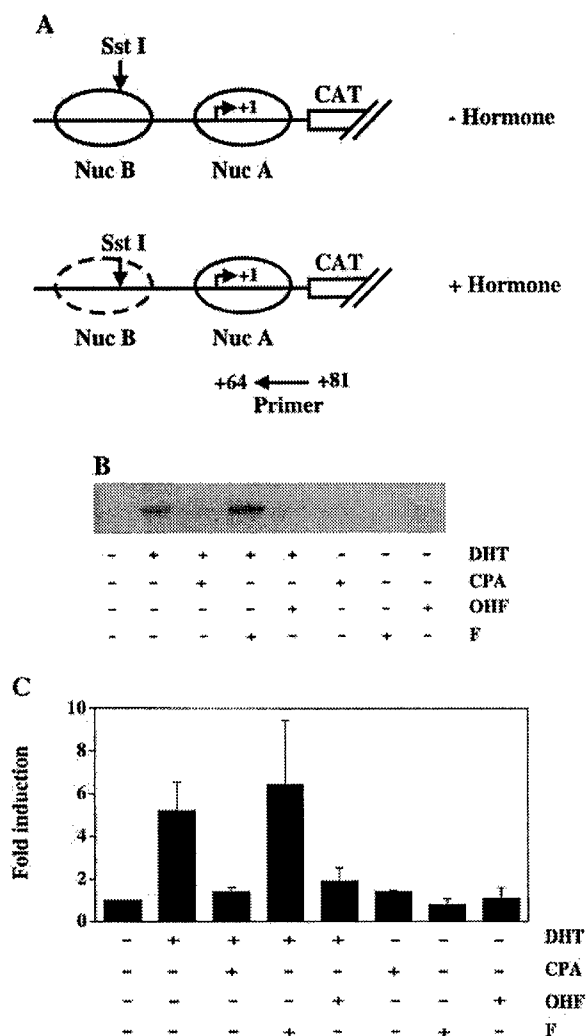 A
Sst I
+1
CAT
- Hormone
Nuc B
Nuc A
Sst I
+1
CAT
+ Hormone
Nuc B
Nuc A
+64
+81
Primer
B
- + + + + - - - DHT
- - + - - + - - CPA
- - - - + - - + OHF
- - - + - - + - F
C
Fold induction
10
8
6
4
2
0
- + + + + - - - DHT
- - + - - + - - CPA
- - - - + - - + OHF
- - - + - - + - F